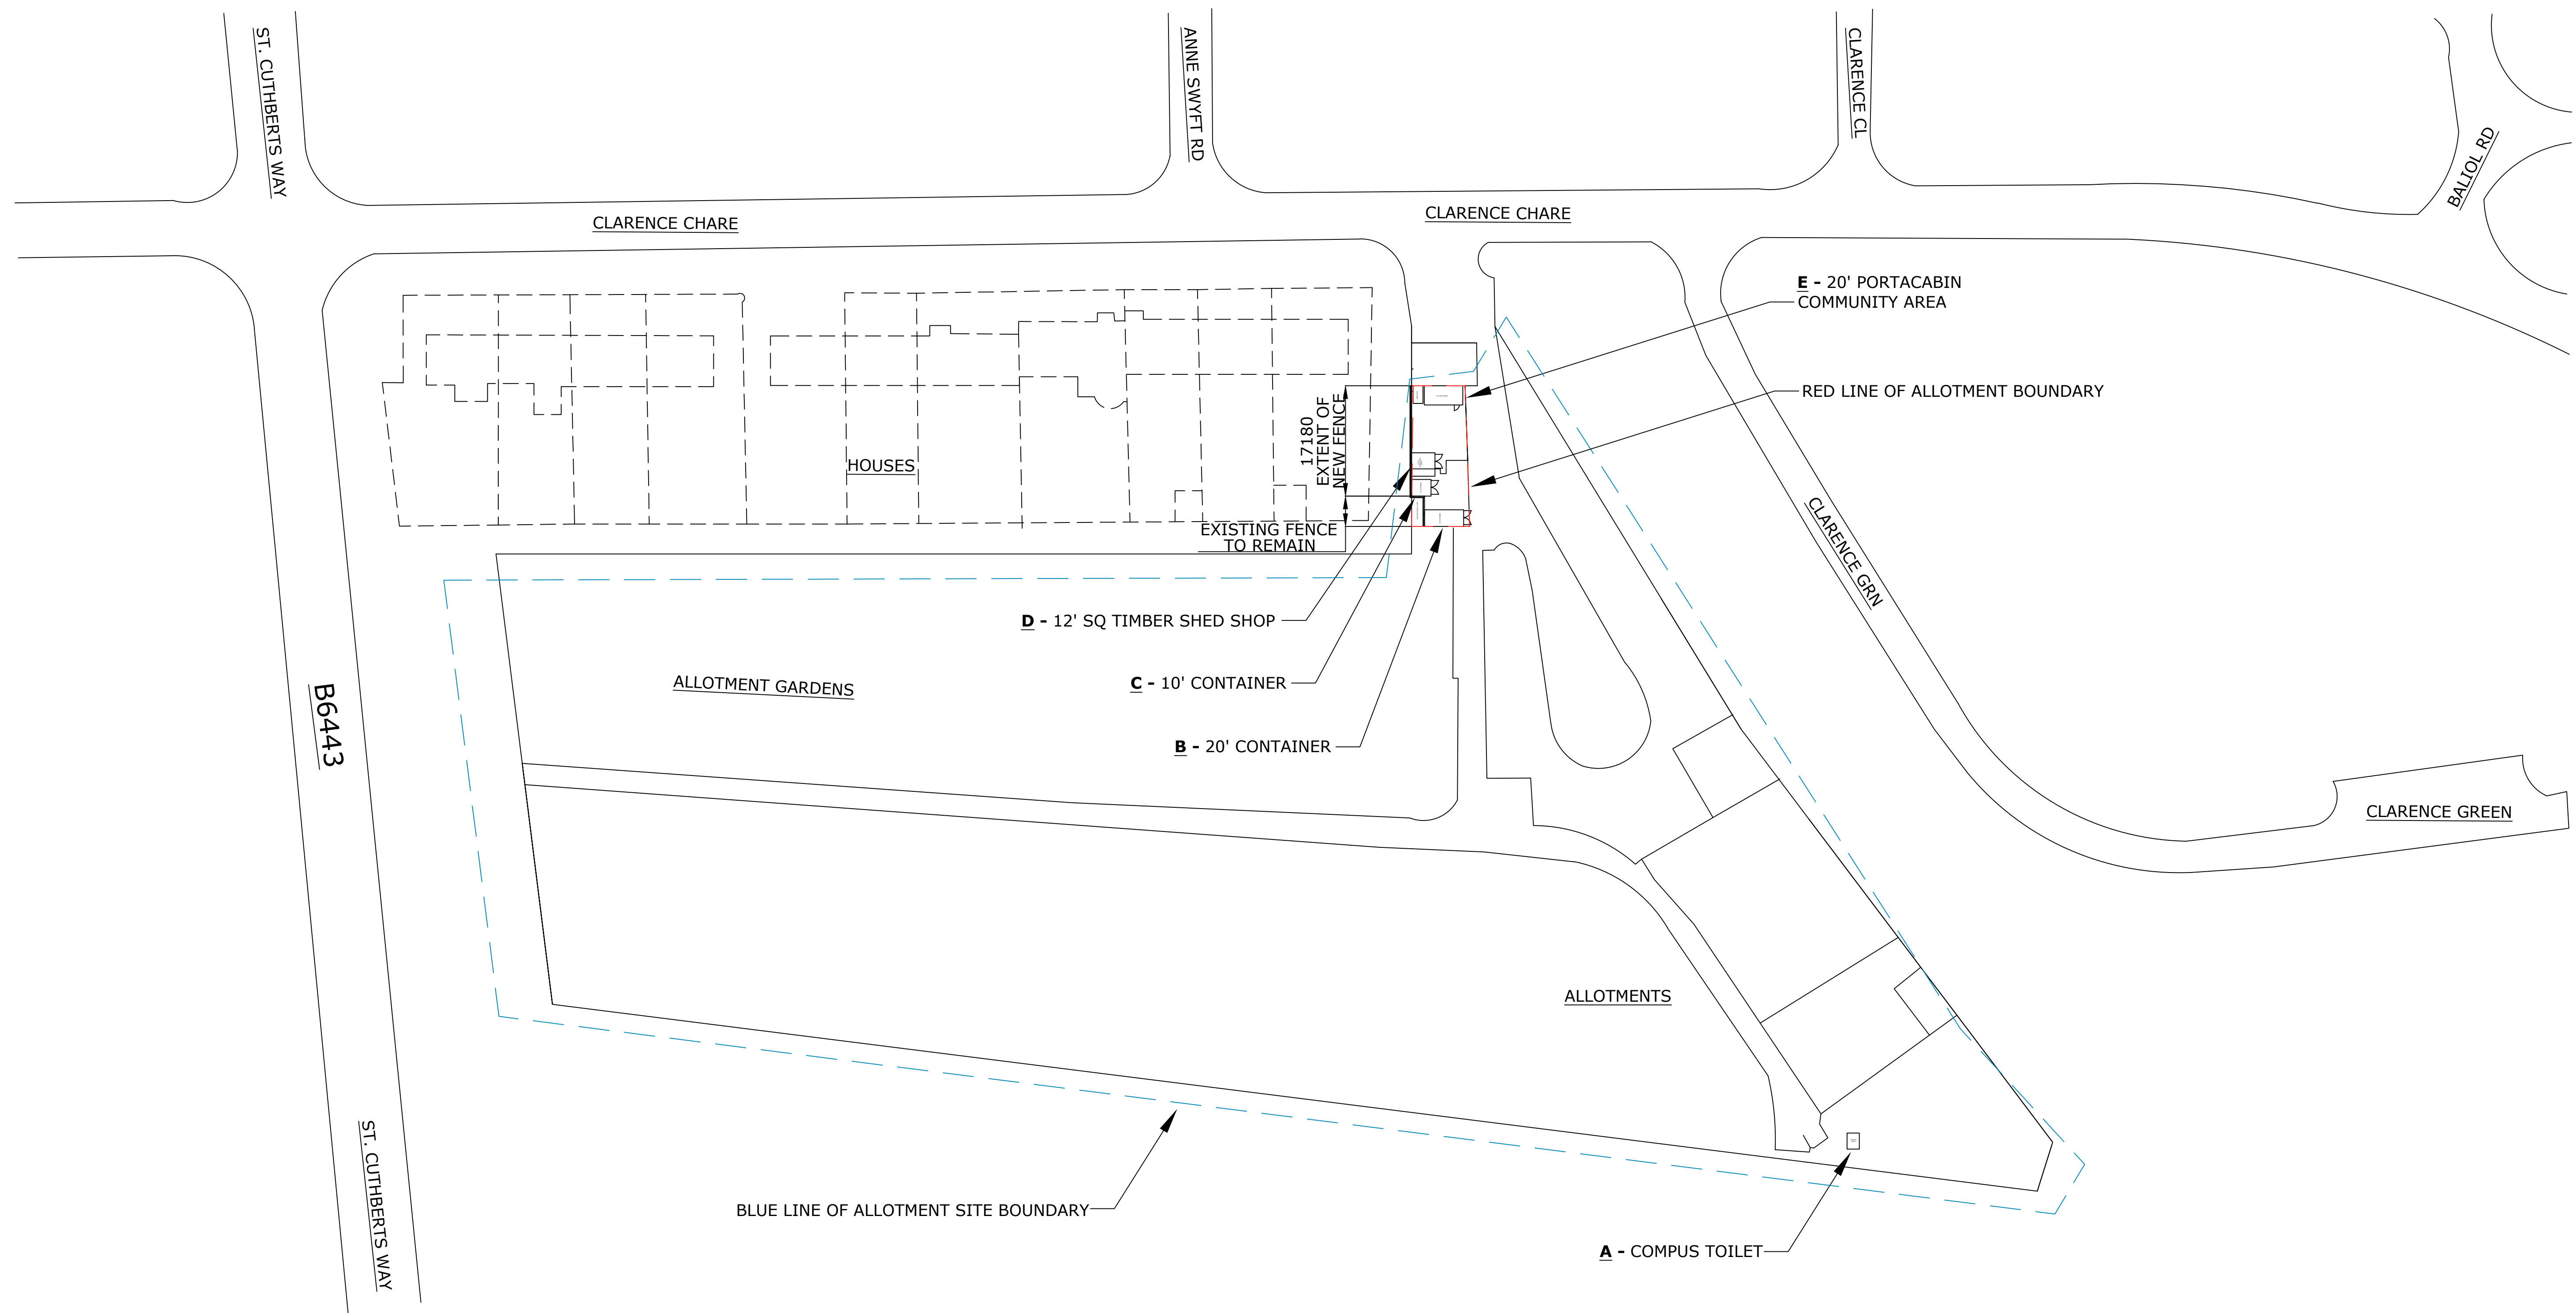 ST. CUTHBERTS WAY
ANNE SWYFT RD
CLARENCE CL
BALIOL RD
CLARENCE CHARE
CLARENCE CHARE
E - 20' PORTACABIN
COMMUNITY AREA
RED LINE OF ALLOTMENT BOUNDARY
17180
EXTENT OF
NEW FENCE
HOUSES
EXISTING FENCE
TO REMAIN
CLARENCE GRN
D - 12' SQ TIMBER SHED SHOP
C - 10' CONTAINER
B - 20' CONTAINER
ALLOTMENT GARDENS
B6443
CLARENCE GREEN
ALLOTMENTS
ST. CUTHBERTS WAY
BLUE LINE OF ALLOTMENT SITE BOUNDARY
A - COMPUS TOILET